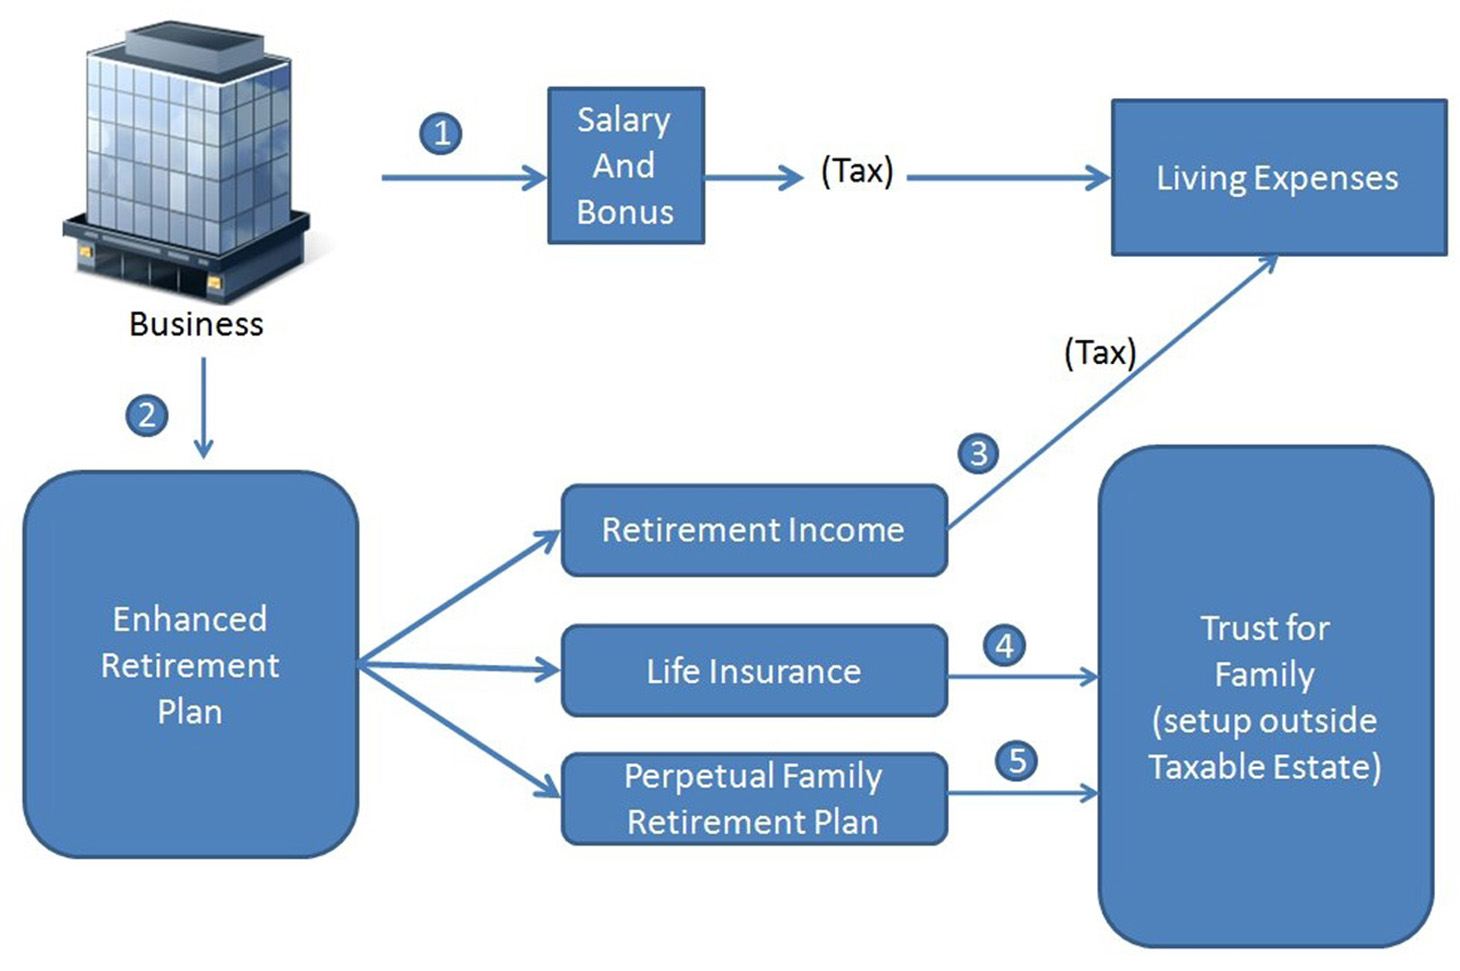 1
Salary
And
Bonus
(Tax)
Living Expenses
Business
(Tax)
2
3
Enhanced
Retirement
Plan
Retirement Income
Life Insurance
4
Perpetual Family
Retirement Plan
5
Trust for
Family
(setup outside
Taxable Estate)